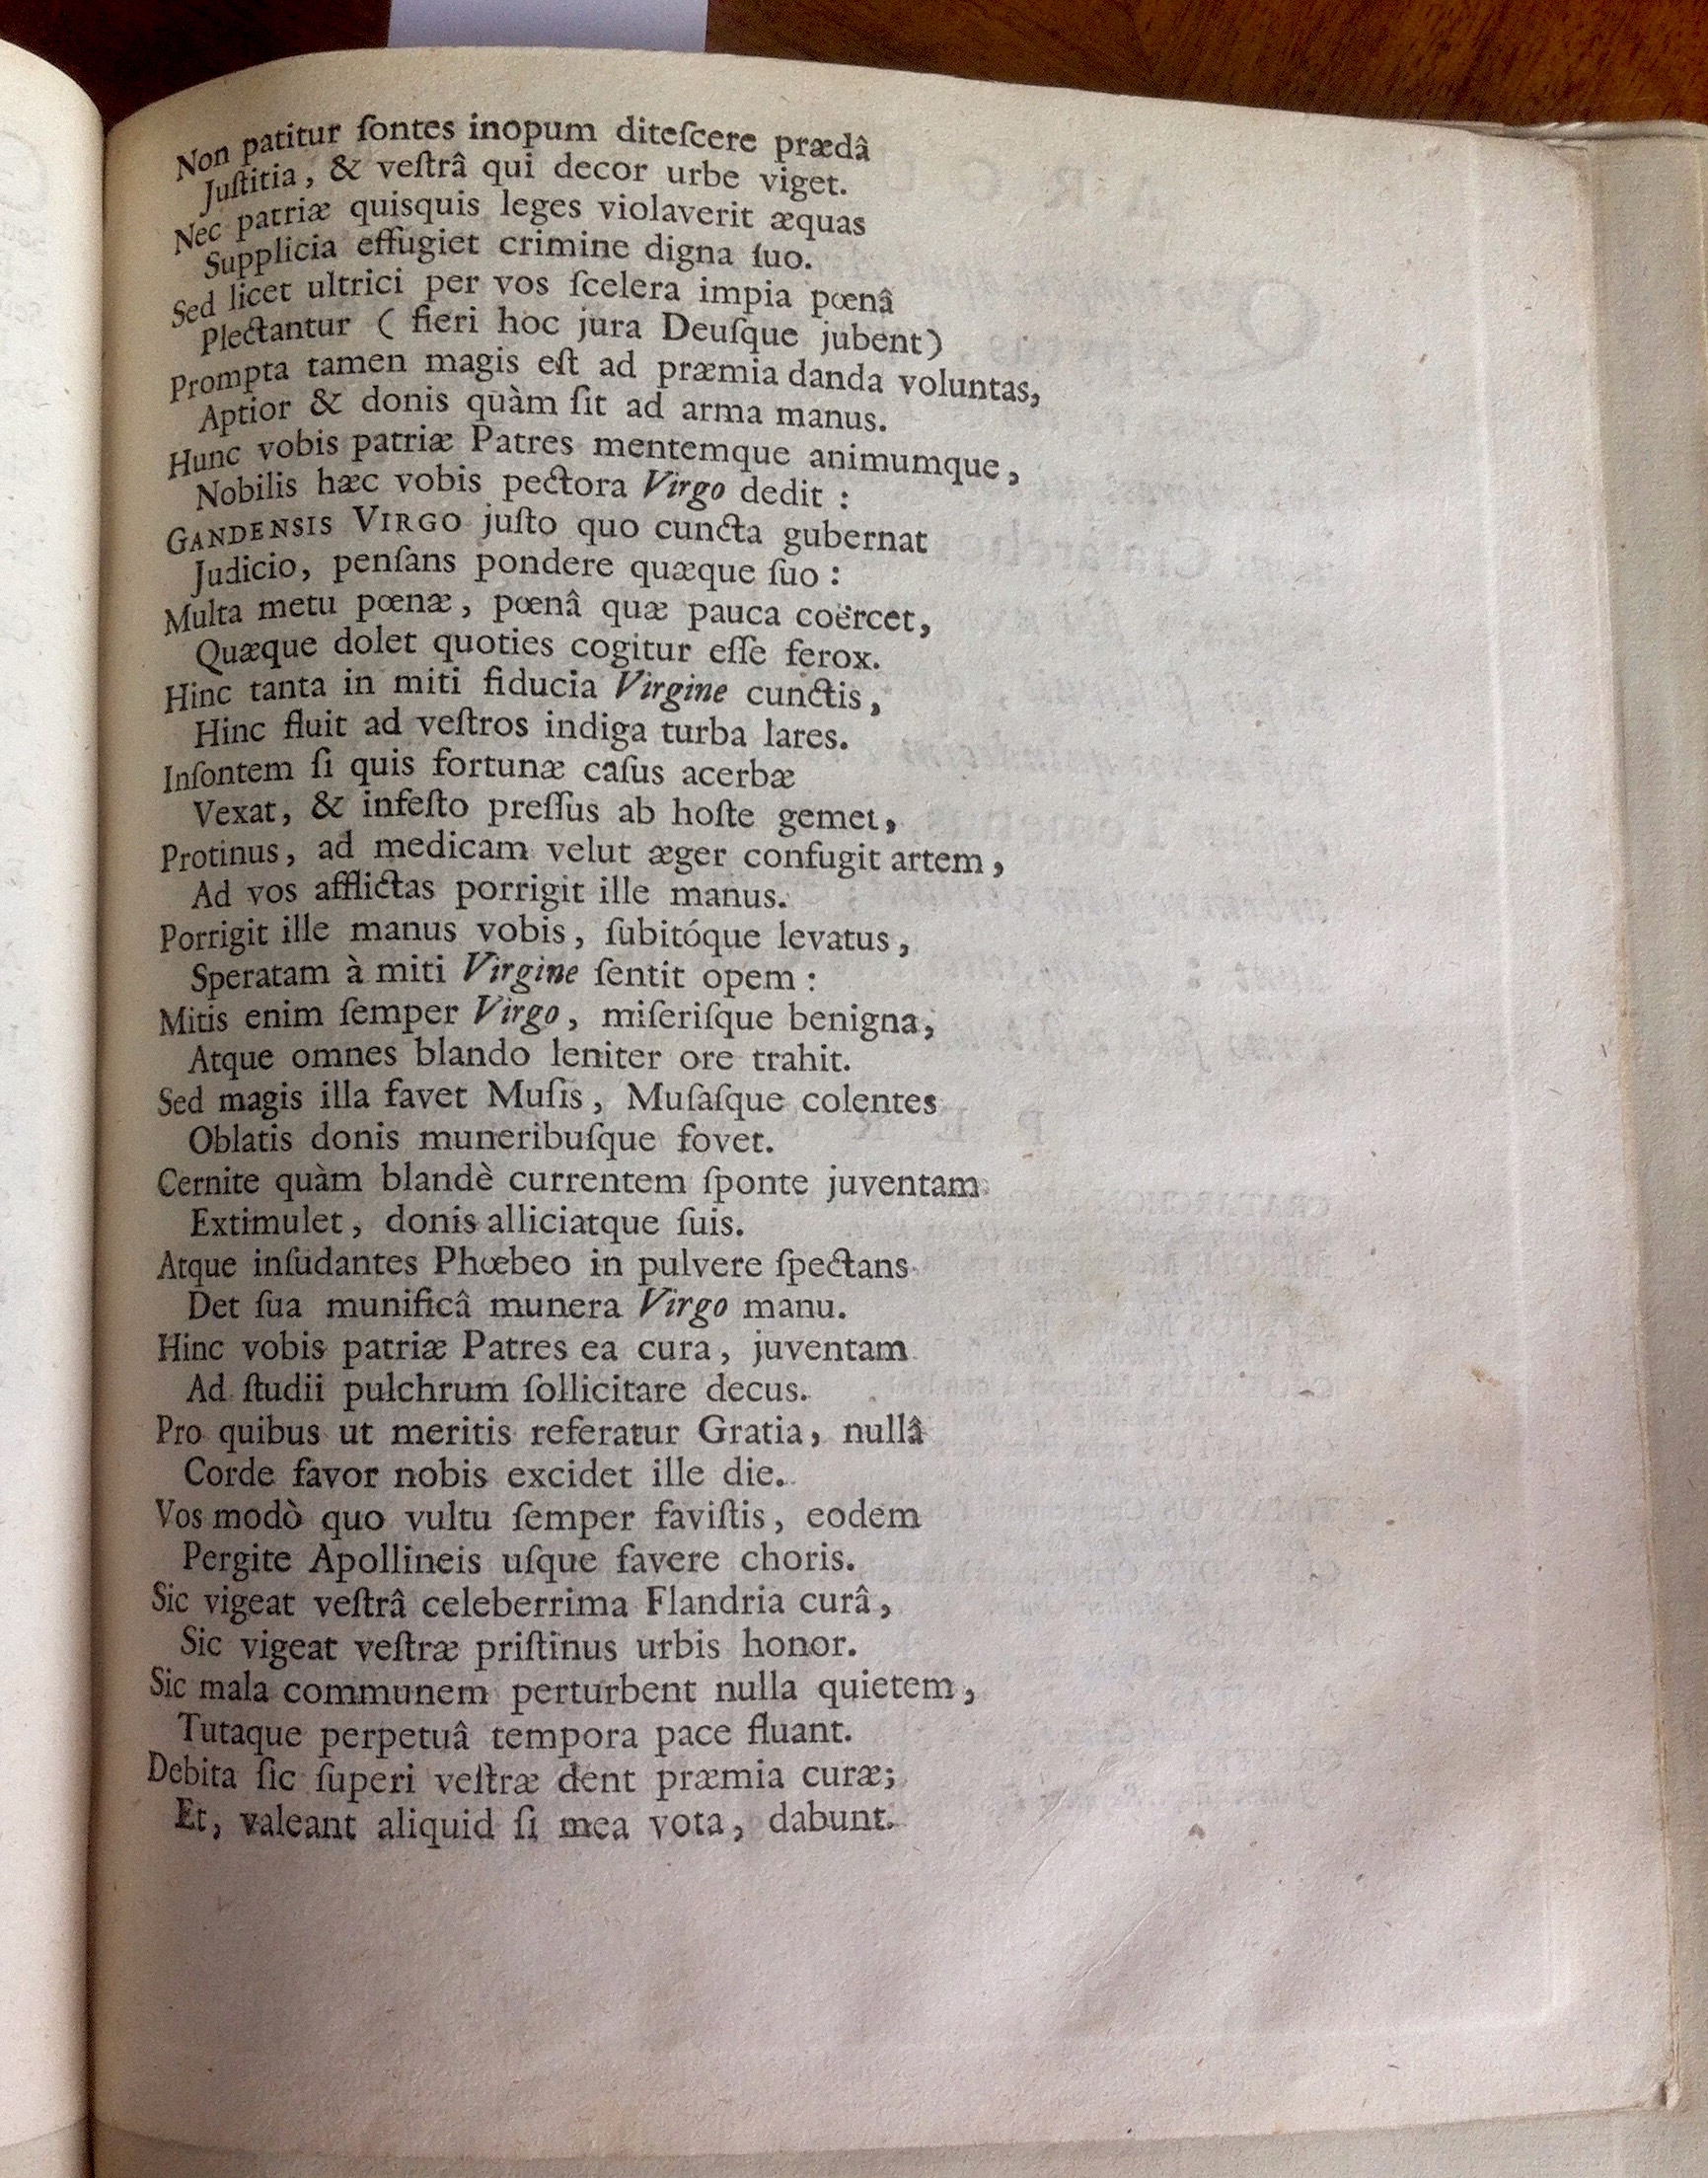 Non patitur ſontes inopum diteſcere prædâ
Juſtitia, & veſtrâ qui decor urbe viget.
Nec patriæ quisquis leges violaverit æquas
Supplicia effugiet crimine digna ſuo.
Sed licet ultrici per vos ſcelera impia pœnâ
Plectantur ( fieri hoc jura Deuſque jubent)
Prompta tamen magis eſt ad præmia danda voluntas,
Aptior & donis quàm ſit ad arma manus.
Hunc vobis patriæ Patres mentemque animumque,
Nobilis hæc vobis pectora Virgo dedit :
GANDENSIS VIRGO juſto quo cuncta gubernat
Judicio, penſans pondere quæque ſuo :
Multa metu pœnæ, pœnâ quæ pauca coërcet,
Quæque dolet quoties cogitur eſſe ferox.
Hinc tanta in miti fiducia Virgine cunctis,
Hinc fluit ad veſtros indiga turba lares.
Inſontem ſi quis fortunæ caſus acerbæ
Vexat, & infeſto preſſus ab hoſte gemet,
Protinus, ad medicam velut æger confugit artem,
Ad vos afflictas porrigit ille manus.
Porrigit ille manus vobis, ſubitóque levatus,
Speratam à miti Virgine ſentit opem :
Mitis enim ſemper Virgo, miſeriſque benigna,
Atque omnes blando leniter ore trahit.
Sed magis illa favet Muſis, Muſaſque colentes
Oblatis donis muneribuſque fovet.
Cernite quàm blandè currentem ſponte juventam
Extimulet, donis alliciatque ſuis.
Atque inſudantes Phœbeo in pulvere ſpectans
Det ſua munificâ munera Virgo manu.
Hinc vobis patriæ Patres ea cura, juventam
Ad ſtudii pulchrum ſollicitare decus.
Pro quibus ut meritis referatur Gratia, nullâ
Corde favor nobis excidet ille die.
Vos modò quo vultu ſemper faviſtis, eodem
Pergite Apollineis uſque favere choris.
Sic vigeat veſtrâ celeberrima Flandria curâ,
Sic vigeat veſtræ priſtinus urbis honor.
Sic mala communem perturbent nulla quietem,
Tutaque perpetuâ tempora pace fluant.
Debita ſic ſuperi veſtræ dent præmia curæ;
Et, valeant aliquid ſi mea vota, dabunt.